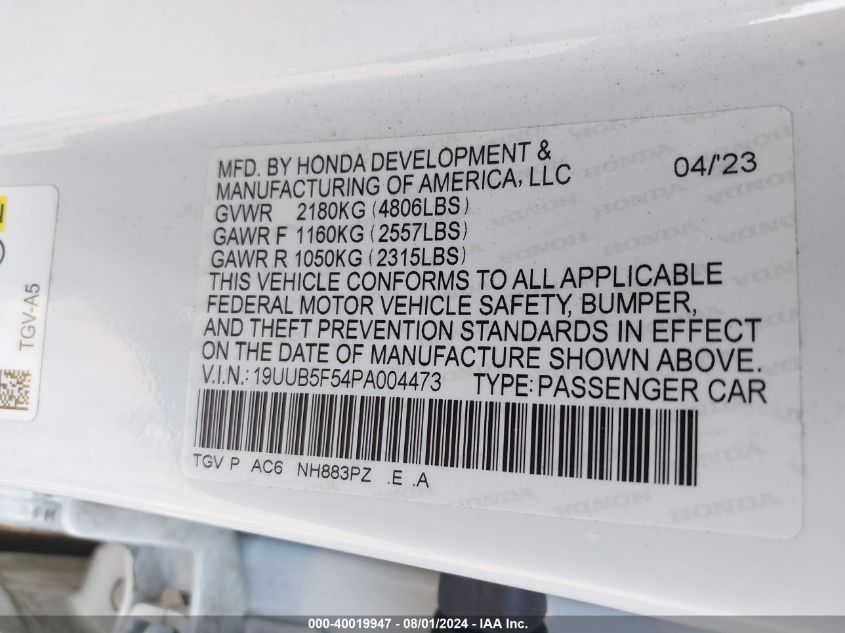 MFD. BY HONDA DEVELOPMENT & 04/'23
MANUFACTURING OF AMERICA, LLC
GVWR 2180KG (4806LBS)
GAWR F 1160KG (2557LBS)
GAWR R 1050KG (2315LBS)
THIS VEHICLE CONFORMS TO ALL APPLICABLE
FEDERAL MOTOR VEHICLE SAFETY, BUMPER,
AND THEFT PREVENTION STANDARDS IN EFFECT
ON THE DATE OF MANUFACTURE SHOWN ABOVE.
V.I.N.: 19UUB5F54PA004473 TYPE: PASSENGER CAR
TGV P AC6 NH883PZ .E .A
TGV-A5
HONDA HONDA HONDA
000-40019947 - 08/01/2024 - IAA Inc.